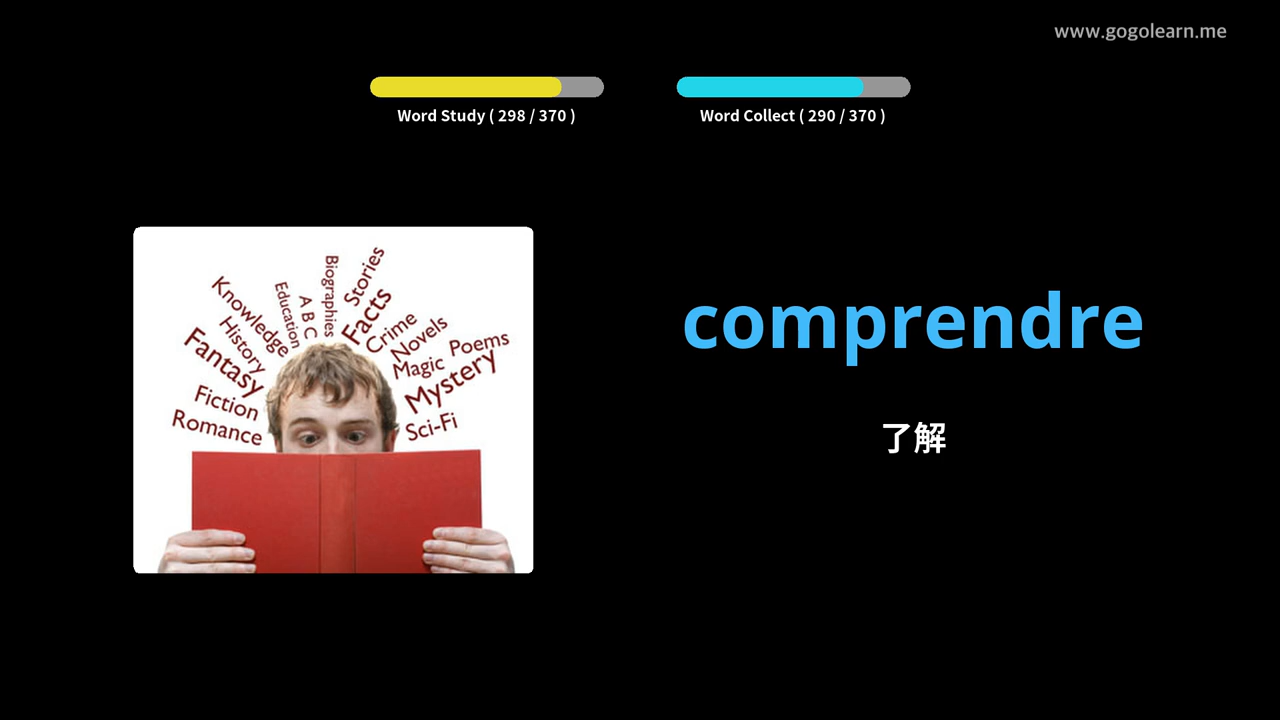 www.gogolearn.me
Word Study ( 298 / 370 )
Word Collect ( 290 / 370 )
Knowledge
Education
A B C
Biographies
Stories
Facts
Crime
Novels
Poems
Magic
Mystery
Sci-Fi
History
Fantasy
Fiction
Romance
comprendre
了解